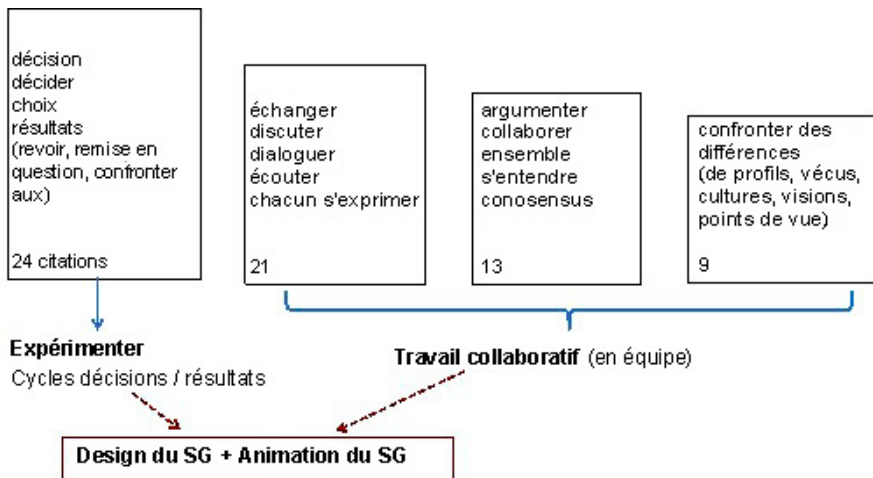 décision
décider
choix
résultats
(revoir, remise en
question, confronter
aux)
24 citations
échanger
discuter
dialoguer
écouter
chacun s'exprimer
21
argumenter
collaborer
ensemble
s'entendre
conosensus
13
confronter des
différences
(de profils, vécus,
cultures, visions,
points de vue)
9
Expérimenter
Cycles décisions / résultats
Travail collaboratif (en équipe)
Design du SG + Animation du SG